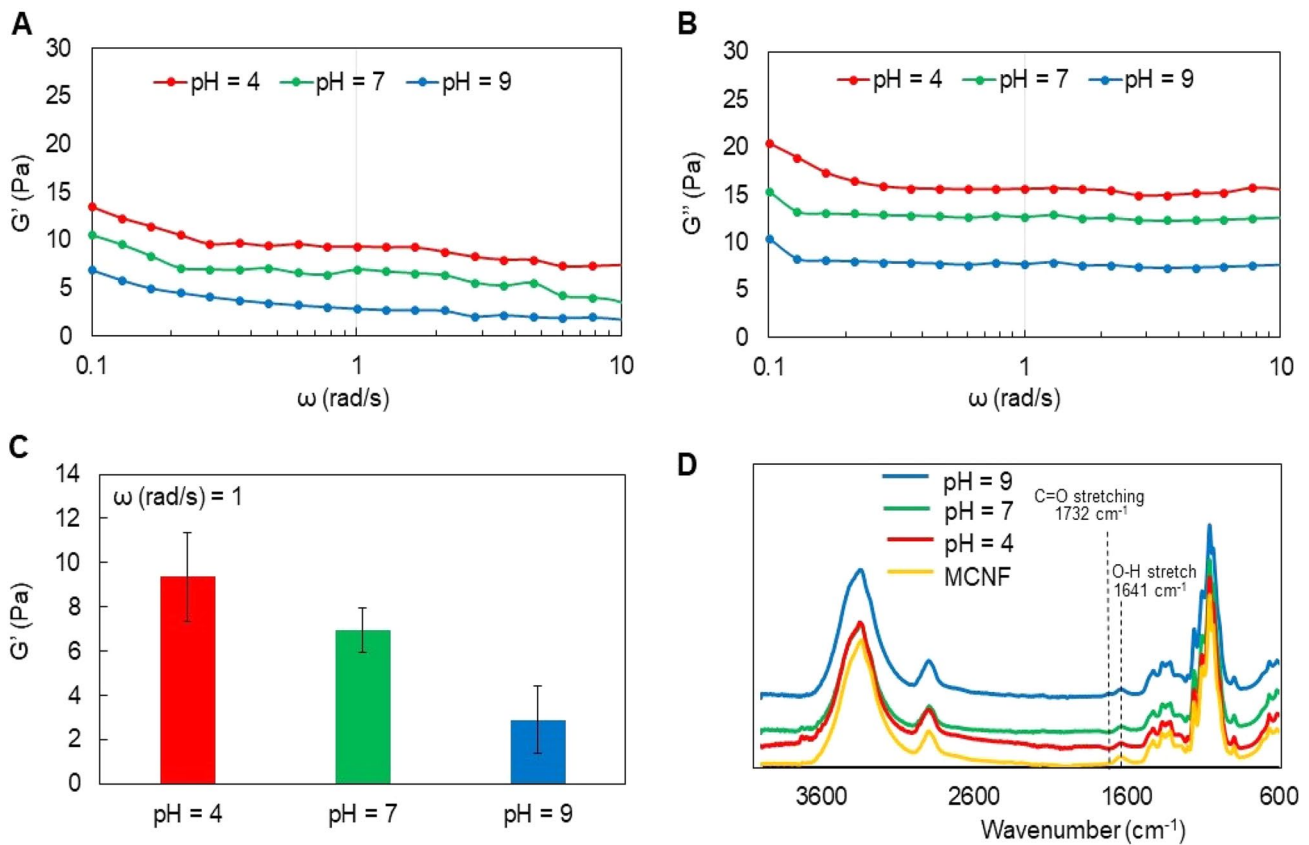 A
30
25
20
15
10
5
0
G’ (Pa)
pH = 4 pH = 7 pH = 9
0.1 1 10
ω (rad/s)
B
30
25
20
15
10
5
0
G’’ (Pa)
pH = 4 pH = 7 pH = 9
0.1 1 10
ω (rad/s)
C
14
12
10
8
6
4
2
0
G’ (Pa)
ω (rad/s) = 1
pH = 4 pH = 7 pH = 9
D
pH = 9
pH = 7
pH = 4
MCNF
C=O stretching
1732 cm⁻¹
O-H stretch
1641 cm⁻¹
3600 2600 1600 600
Wavenumber (cm⁻¹)